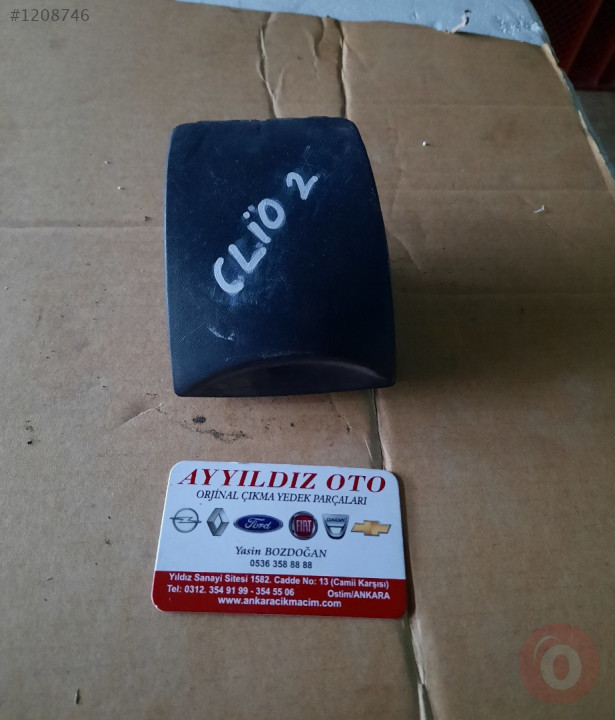 #1208746
CLİO 2
AYYILDIZ OTO
ORJİNAL ÇIKMA YEDEK PARÇALARI
Ford
FIAT
DACIA
Yasin BOZDOĞAN
0536 358 88 88
Yıldız Sanayi Sitesi 1582. Cadde No: 13 (Camii Karşısı)
Tel: 0312. 354 91 99 - 354 55 06 Ostim/ANKARA
www.ankaracikmacim.com